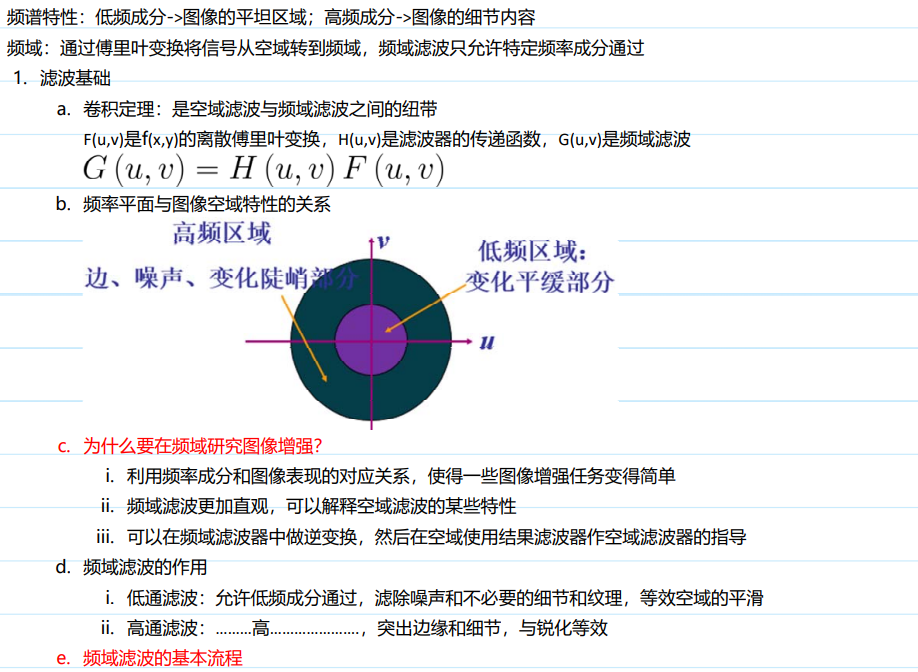 频谱特性：低频成分->图像的平坦区域；高频成分->图像的细节内容
频域：通过傅里叶变换将信号从空域转到频域，频域滤波只允许特定频率成分通过
1. 滤波基础
a. 卷积定理：是空域滤波与频域滤波之间的纽带
F(u,v)是f(x,y)的离散傅里叶变换，H(u,v)是滤波器的传递函数，G(u,v)是频域滤波
G (u, v) = H (u, v) F (u, v)
b. 频率平面与图像空域特性的关系
高频区域
边、噪声、变化陡峭部分
v
低频区域：
变化平缓部分
u
c. 为什么要在频域研究图像增强？
i. 利用频率成分和图像表现的对应关系，使得一些图像增强任务变得简单
ii. 频域滤波更加直观，可以解释空域滤波的某些特性
iii. 可以在频域滤波器中做逆变换，然后在空域使用结果滤波器作空域滤波器的指导
d. 频域滤波的作用
i. 低通滤波：允许低频成分通过，滤除噪声和不必要的细节和纹理，等效空域的平滑
ii. 高通滤波：………高…………………，突出边缘和细节，与锐化等效
e. 频域滤波的基本流程